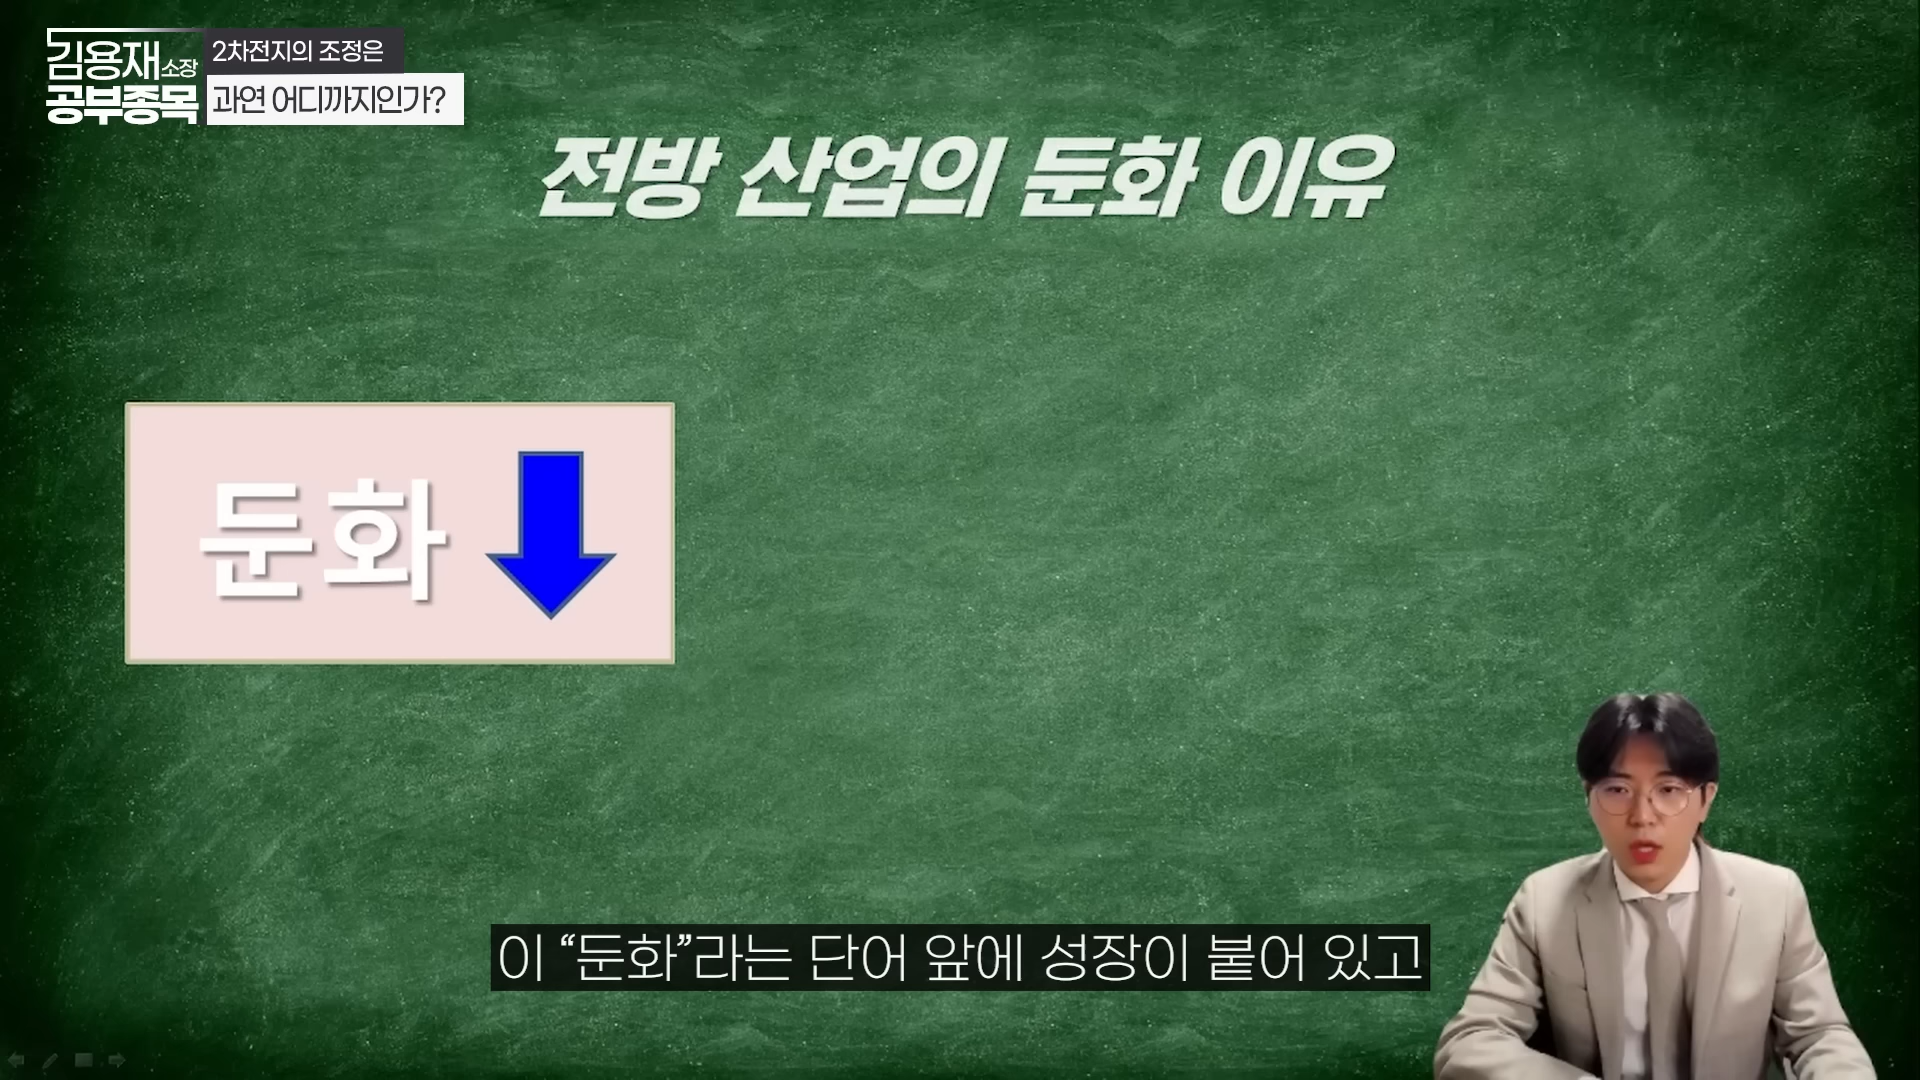 김용재 소장
공부종목
2차전지의 조정은
과연 어디까지인가?
전방 산업의 둔화 이유
둔화
이 “둔화”라는 단어 앞에 성장이 붙어 있고